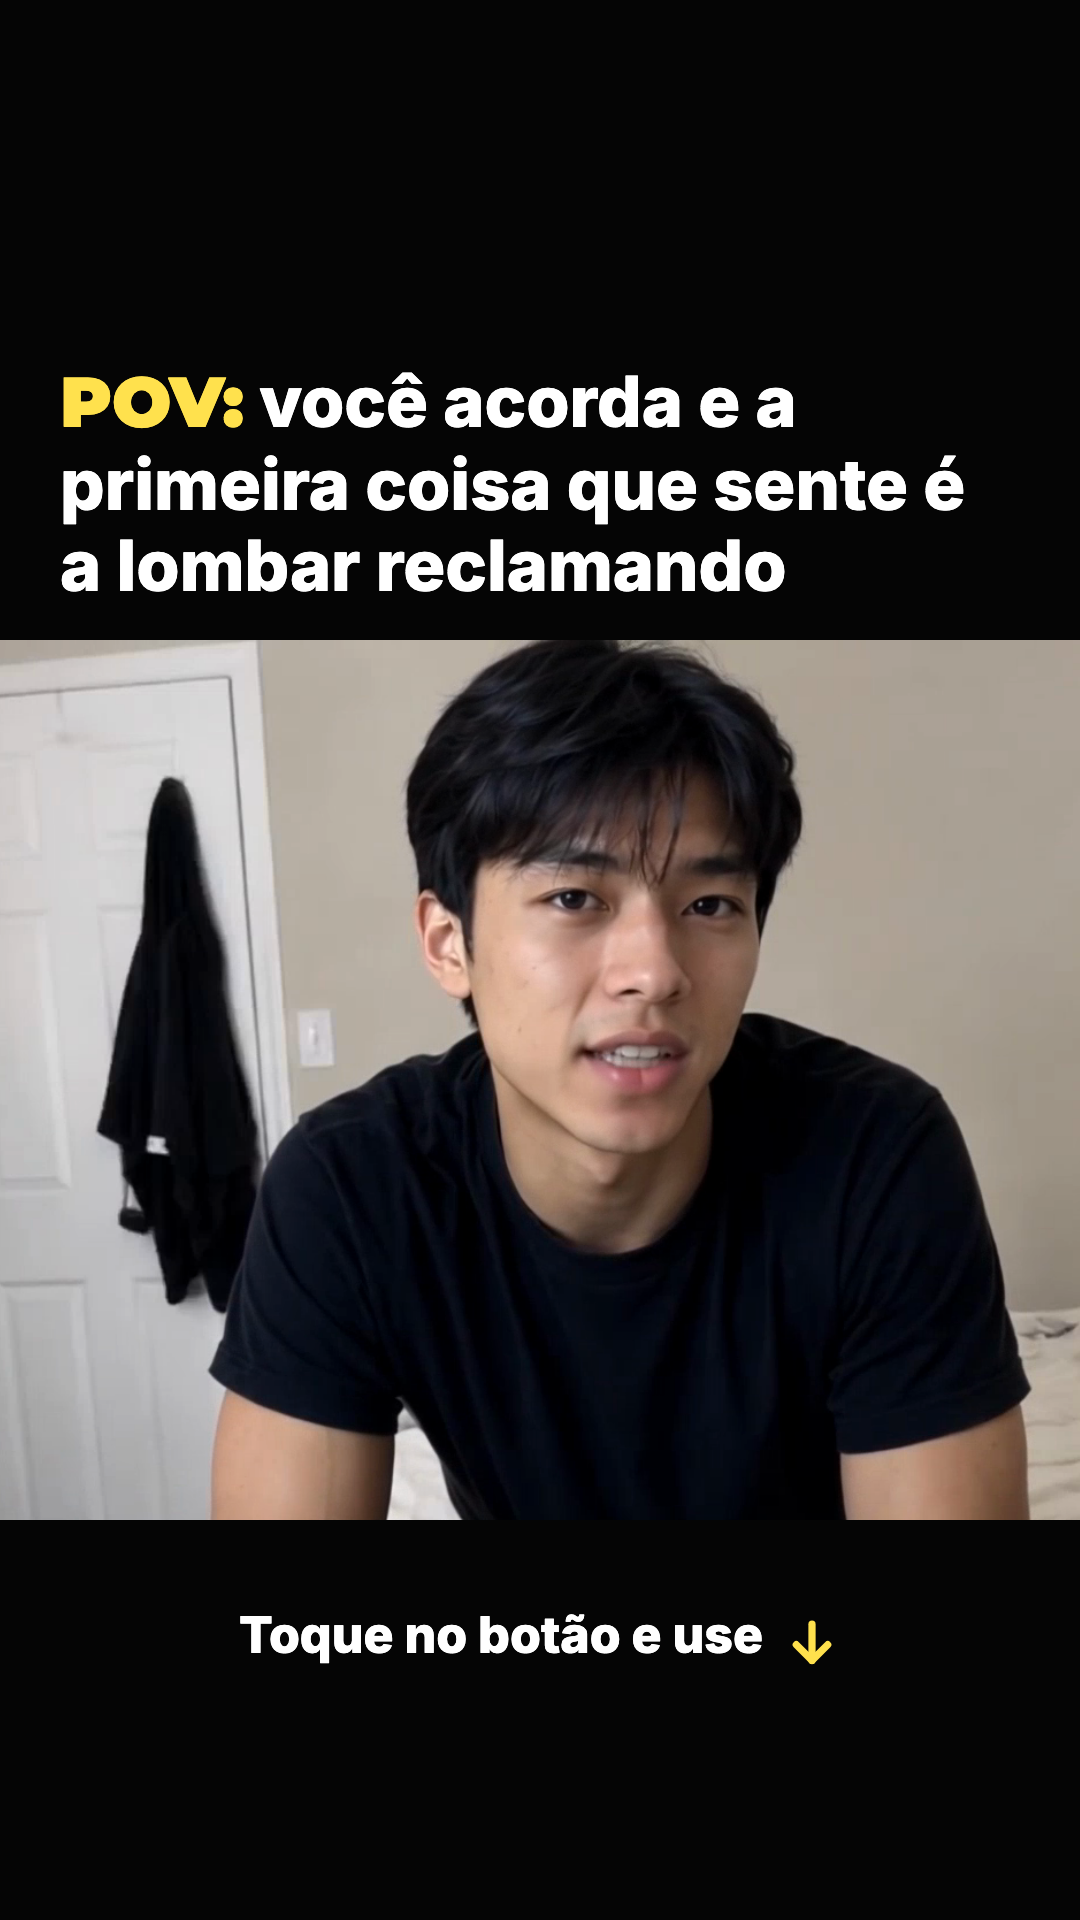 POV: você acorda e a
primeira coisa que sente é
a lombar reclamando
Toque no botão e use ↓